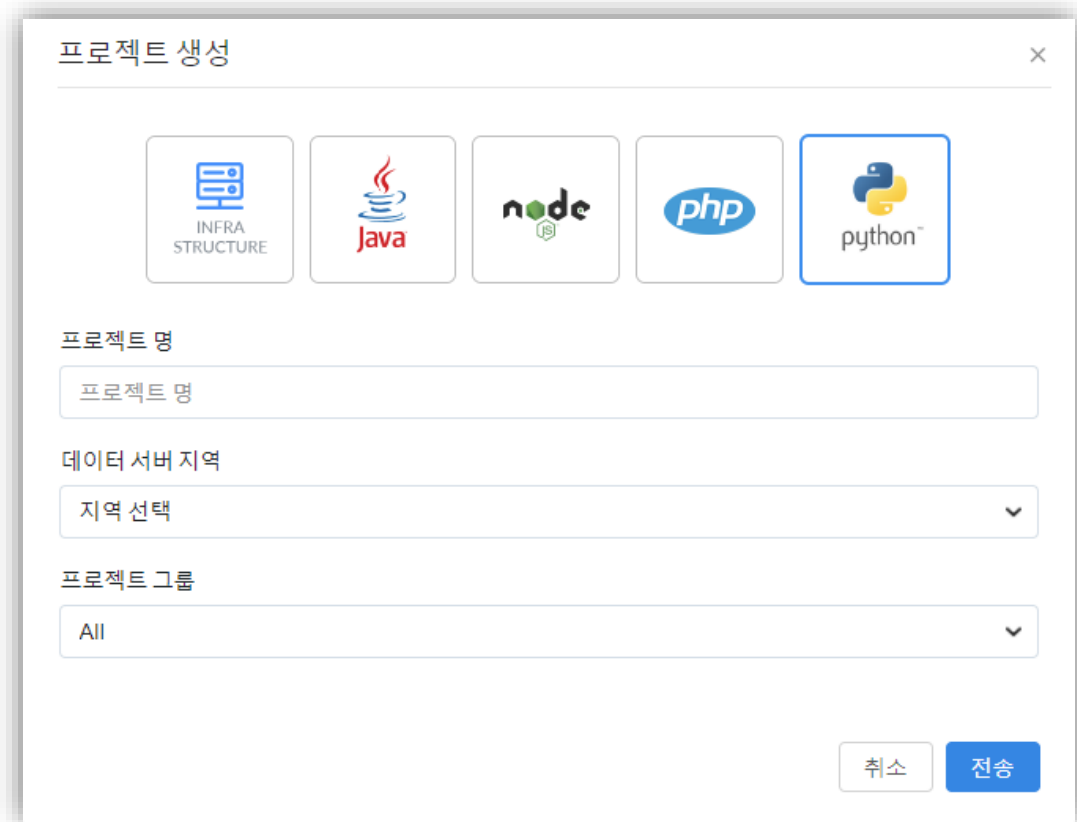 프로젝트 생성
INFRA
STRUCTURE
Java
node
JS
php
python™
프로젝트 명
프로젝트 명
데이터 서버 지역
지역 선택
프로젝트 그룹
All
취소
전송